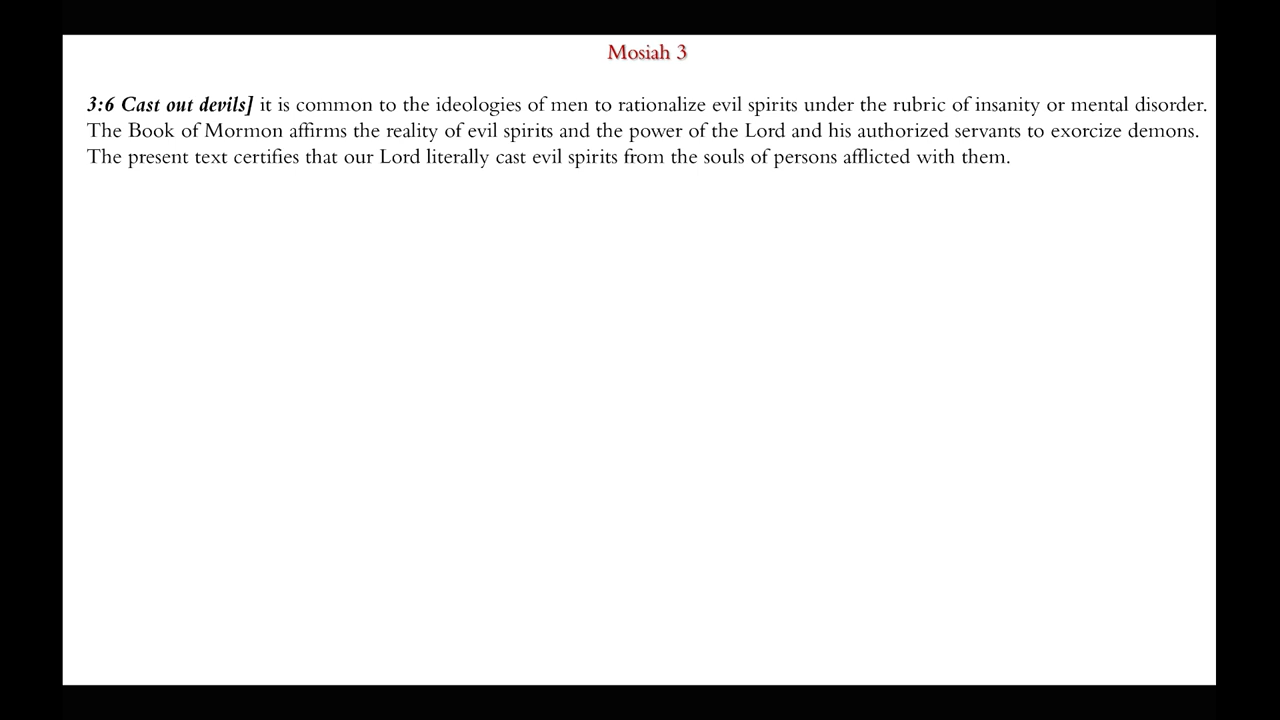 Mosiah 3
3:6 Cast out devils] it is common to the ideologies of men to rationalize evil spirits under the rubric of insanity or mental disorder.
The Book of Mormon affirms the reality of evil spirits and the power of the Lord and his authorized servants to exorcize demons.
The present text certifies that our Lord literally cast evil spirits from the souls of persons afflicted with them.